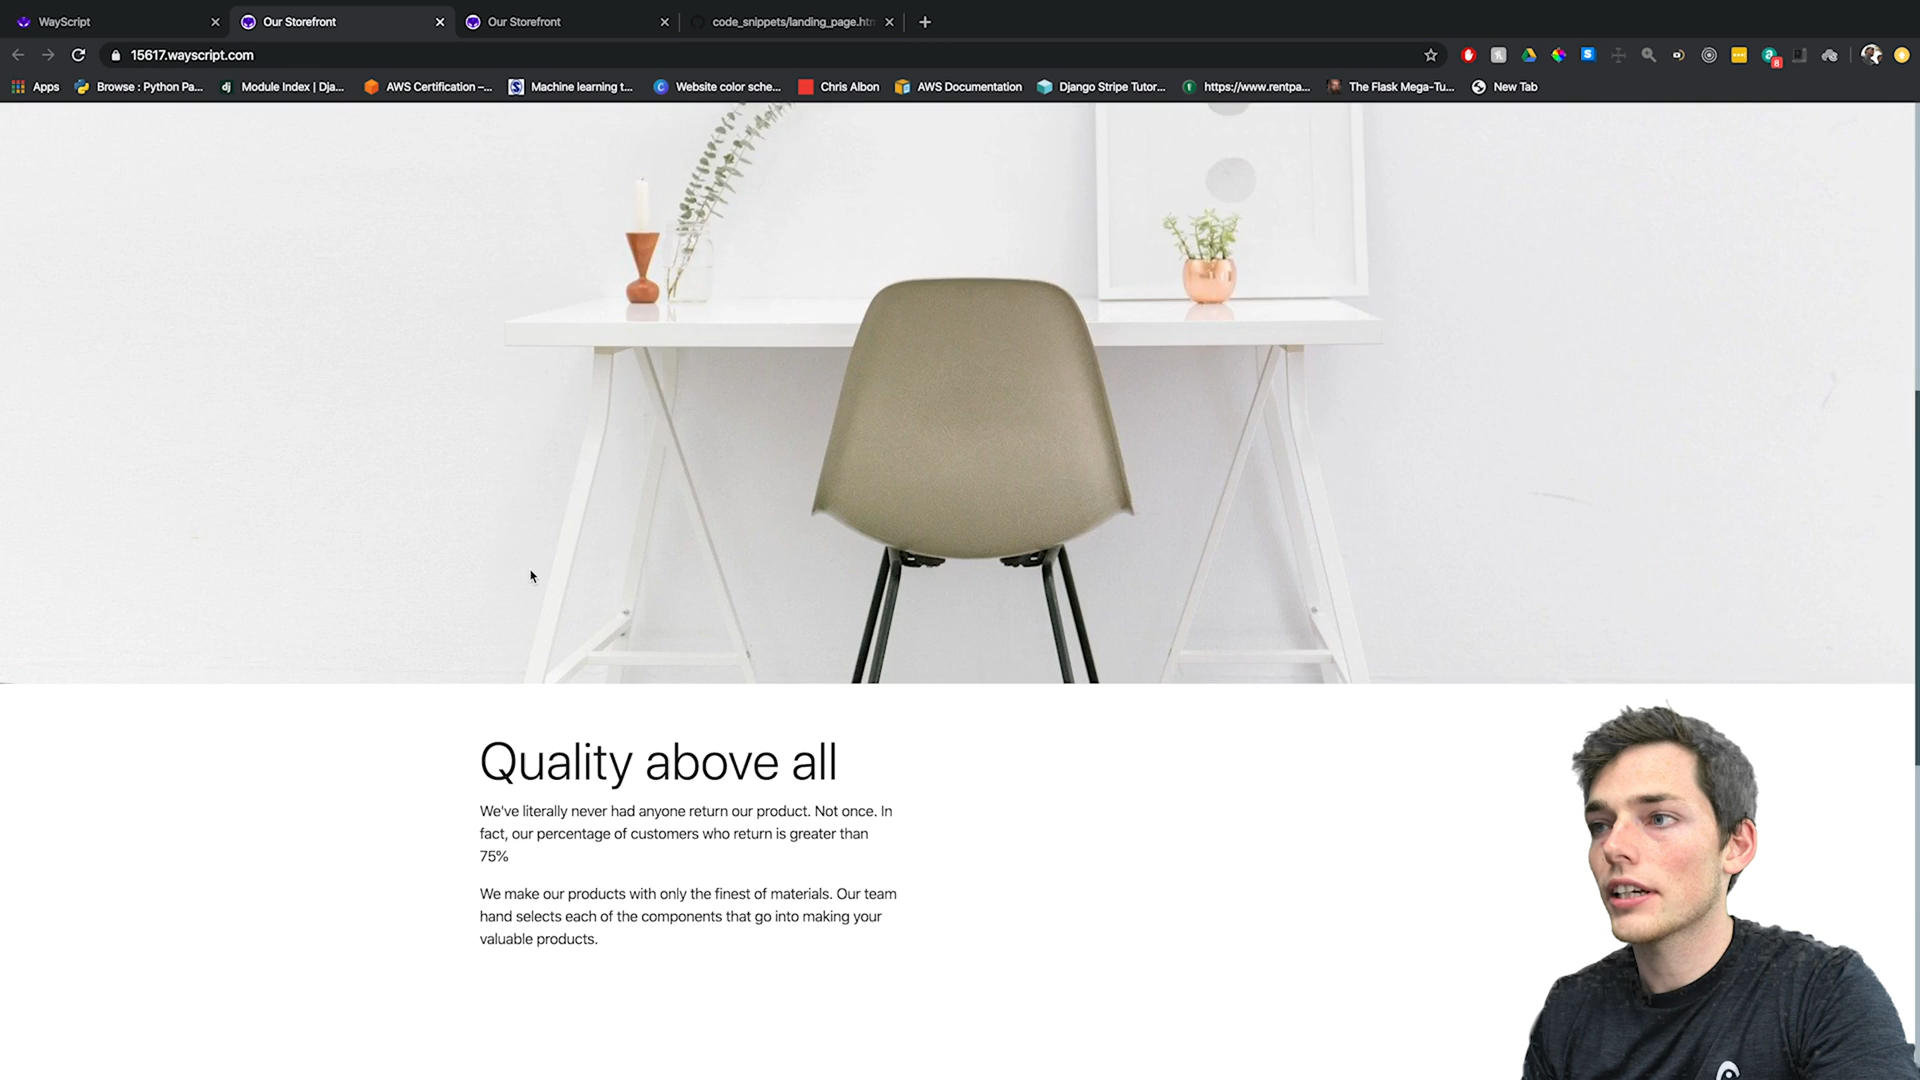 WayScript
Our Storefront
Our Storefront
code_snippets/landing_page.htm
15617.wayscript.com
8
Apps
Browse : Python Pa...
Module Index | Dja...
AWS Certification –...
Machine learning t...
Website color sche...
Chris Albon
AWS Documentation
Django Stripe Tutor...
https://www.rentpa...
The Flask Mega-Tu...
New Tab
Quality above all
We've literally never had anyone return our product. Not once. In
fact, our percentage of customers who return is greater than
75%
We make our products with only the finest of materials. Our team
hand selects each of the components that go into making your
valuable products.